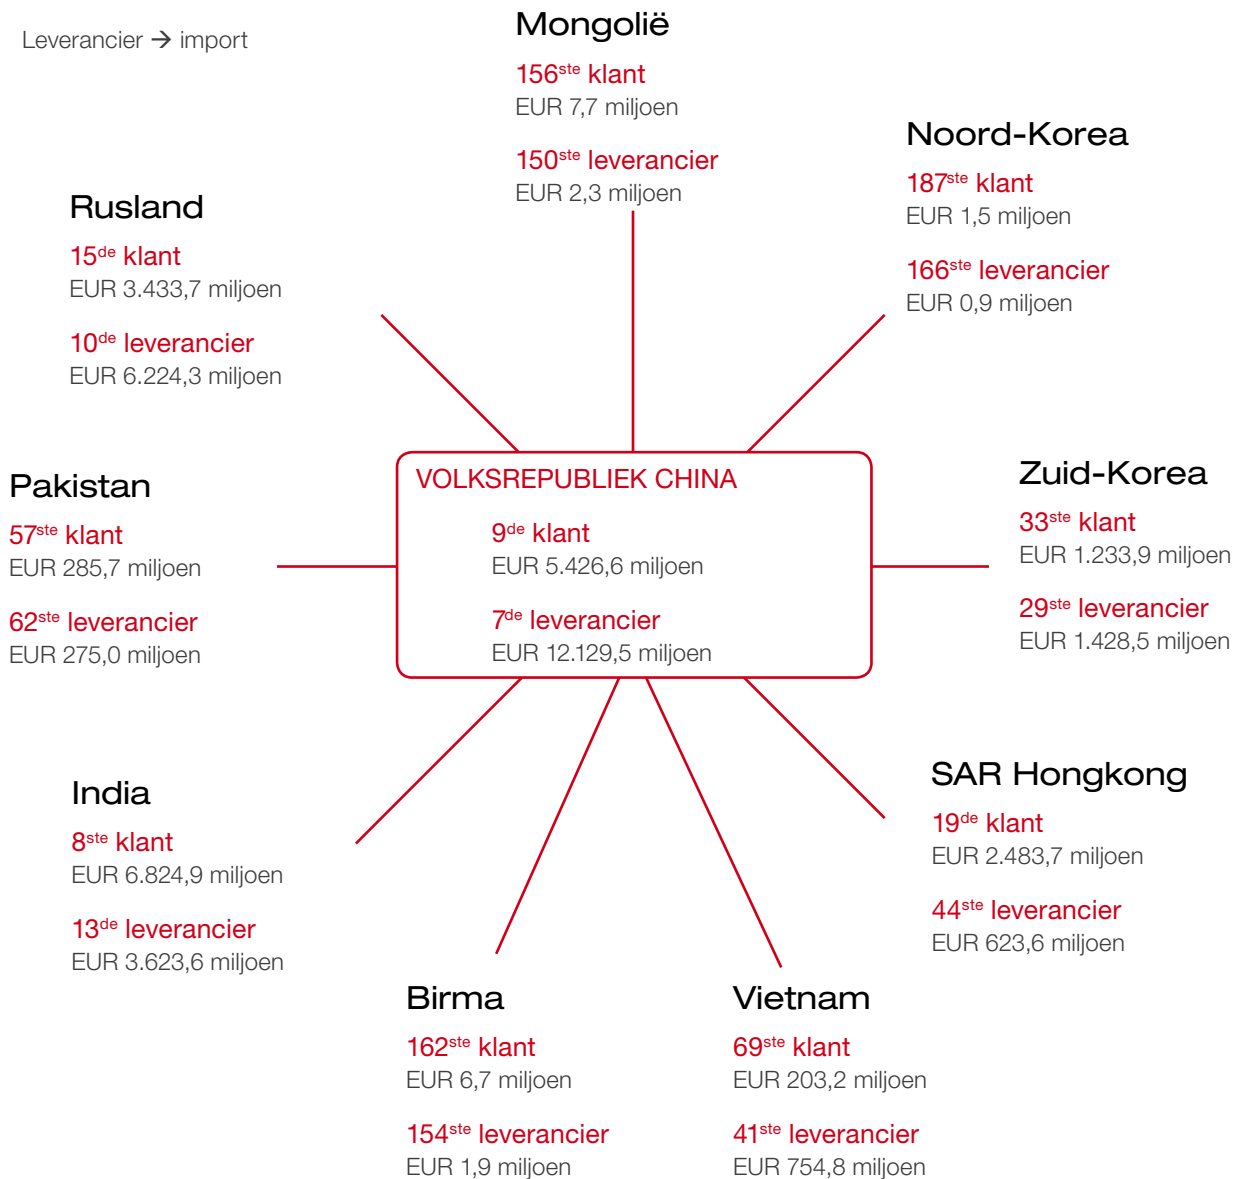 Leverancier → import
Mongolië
156ste klant
EUR 7,7 miljoen
150ste leverancier
EUR 2,3 miljoen
Noord-Korea
187ste klant
EUR 1,5 miljoen
166ste leverancier
EUR 0,9 miljoen
Rusland
15de klant
EUR 3.433,7 miljoen
10de leverancier
EUR 6.224,3 miljoen
VOLKSREPUBLIEK CHINA
9de klant
EUR 5.426,6 miljoen
7de leverancier
EUR 12.129,5 miljoen
Pakistan
57ste klant
EUR 285,7 miljoen
62ste leverancier
EUR 275,0 miljoen
Zuid-Korea
33ste klant
EUR 1.233,9 miljoen
29ste leverancier
EUR 1.428,5 miljoen
India
8ste klant
EUR 6.824,9 miljoen
13de leverancier
EUR 3.623,6 miljoen
SAR Hongkong
19de klant
EUR 2.483,7 miljoen
44ste leverancier
EUR 623,6 miljoen
Birma
162ste klant
EUR 6,7 miljoen
154ste leverancier
EUR 1,9 miljoen
Vietnam
69ste klant
EUR 203,2 miljoen
41ste leverancier
EUR 754,8 miljoen